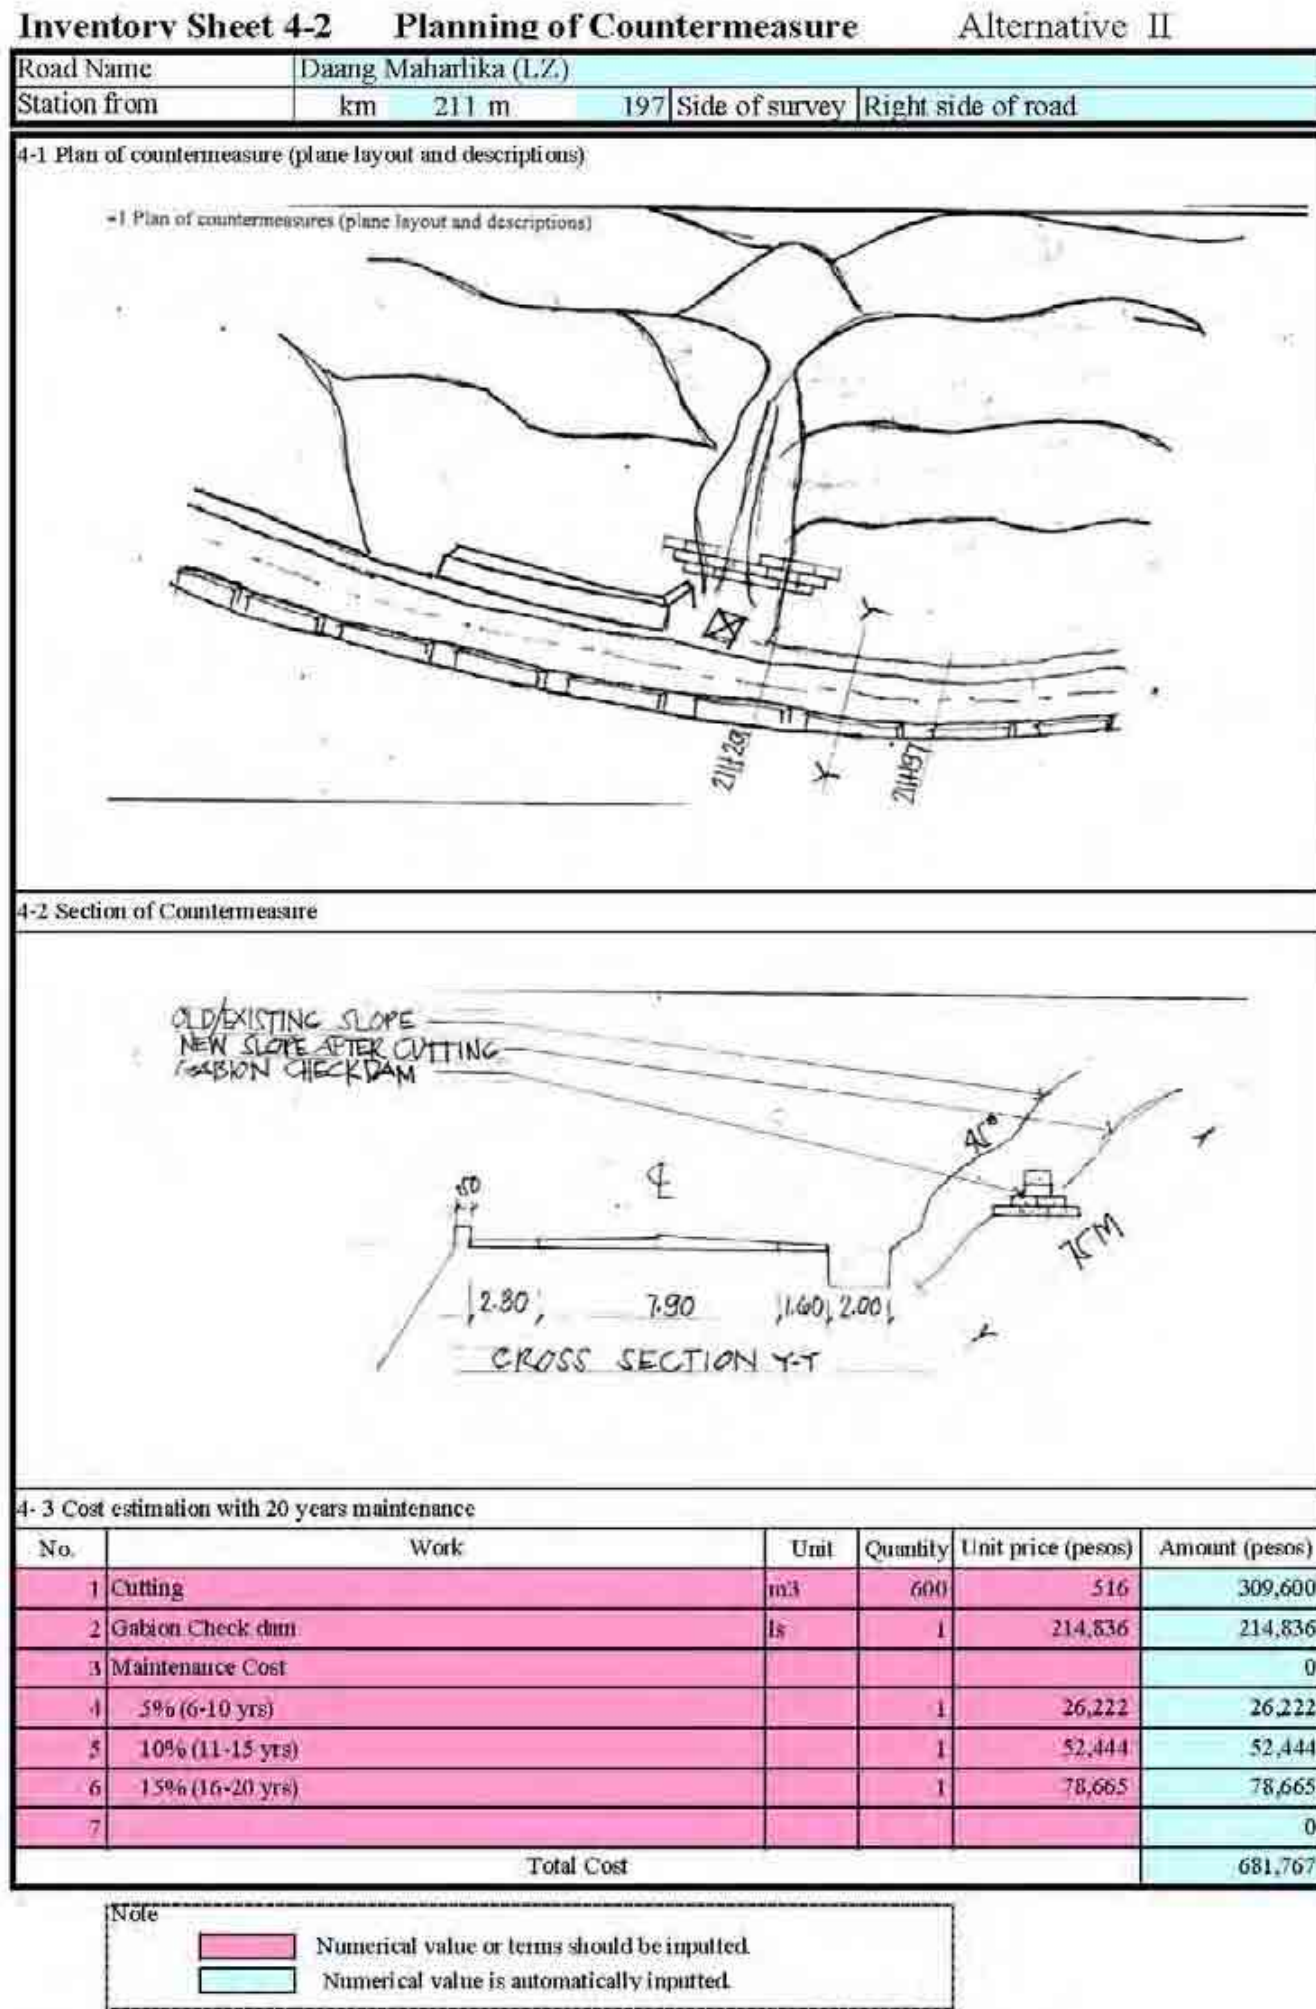 Inventory Sheet 4-2 Planning of Countermeasure Alternative II
Road Name Daang Maharlika (LZ)
Station from km 211 m 197 Side of survey Right side of road
4-1 Plan of countermeasure (plane layout and descriptions)
-1 Plan of countermeasures (plane layout and descriptions)
Y
Y
4-2 Section of Countermeasure
OLD/EXISTING SLOPE
NEW SLOPE AFTER CUTTING
GABION CHECKDAM
.50
75M
2.30 7.90 1.60 2.00
CROSS SECTION Y-Y
4- 3 Cost estimation with 20 years maintenance
No. Work Unit Quantity Unit price (pesos) Amount (pesos)
1 Cutting m3 600 516 309,600
2 Gabion Check dam ls 1 214,836 214,836
3 Maintenance Cost 0
4 5% (6-10 yrs) 1 26,222 26,222
5 10% (11-15 yrs) 1 52,444 52,444
6 15% (16-20 yrs) 1 78,665 78,665
7 0
Total Cost 681,767
Note
Numerical value or terms should be inputted.
Numerical value is automatically inputted.